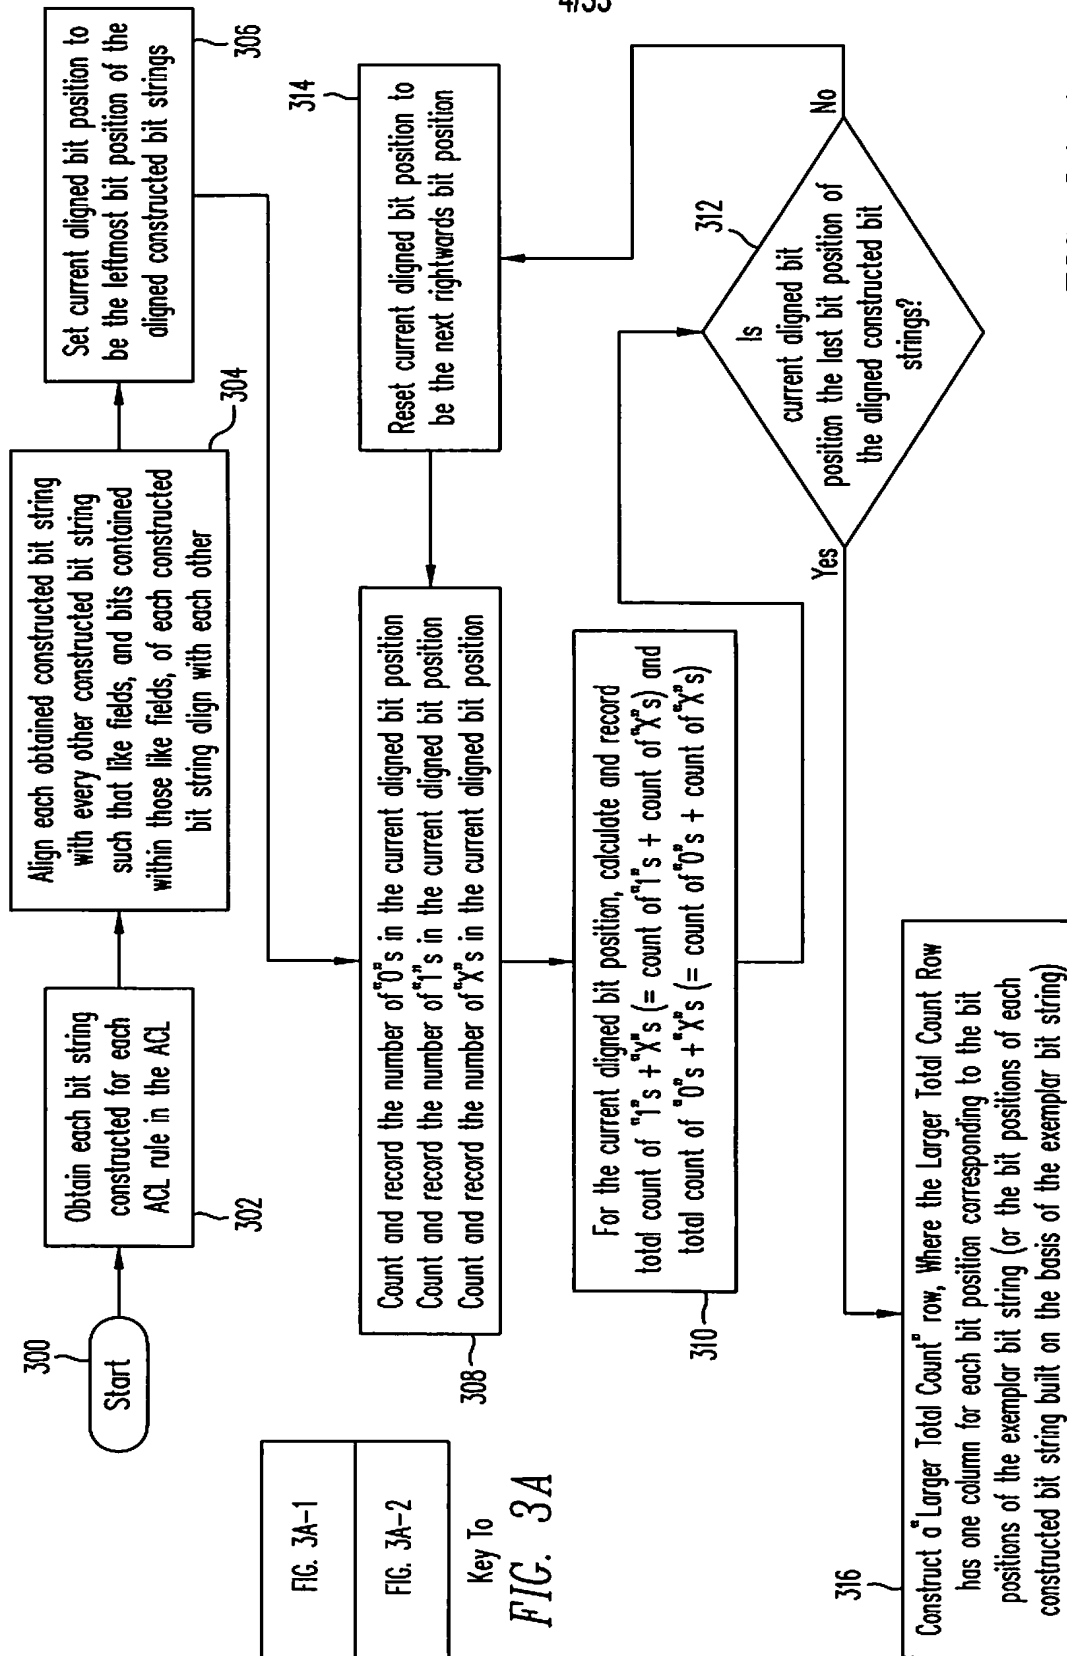 4/33
300
Start
Obtain each bit string
constructed for each
ACL rule in the ACL
302
Align each obtained constructed bit string
with every other constructed bit string
such that like fields, and bits contained
within those like fields, of each constructed
bit string align with each other
304
Set current aligned bit position to
be the leftmost bit position of the
aligned constructed bit strings
306
Count and record the number of "0"s in the current aligned bit position
Count and record the number of "1"s in the current aligned bit position
Count and record the number of "X"s in the current aligned bit position
308
314
Reset current aligned bit position to
be the next rightwards bit position
For the current aligned bit position, calculate and record
total count of "1"s + "X"s (= count of "1"s + count of "X"s) and
total count of "0"s + "X"s (= count of "0"s + count of "X"s)
310
312
Is
current aligned bit
position the last bit position of
the aligned constructed bit
strings?
Yes
No
316
Construct a "Larger Total Count" row, Where the Larger Total Count Row
has one column for each bit position corresponding to the bit
positions of the exemplar bit string (or the bit positions of each
constructed bit string built on the basis of the exemplar bit string)
FIG. 3A-1
FIG. 3A-2
Key To
FIG. 3A